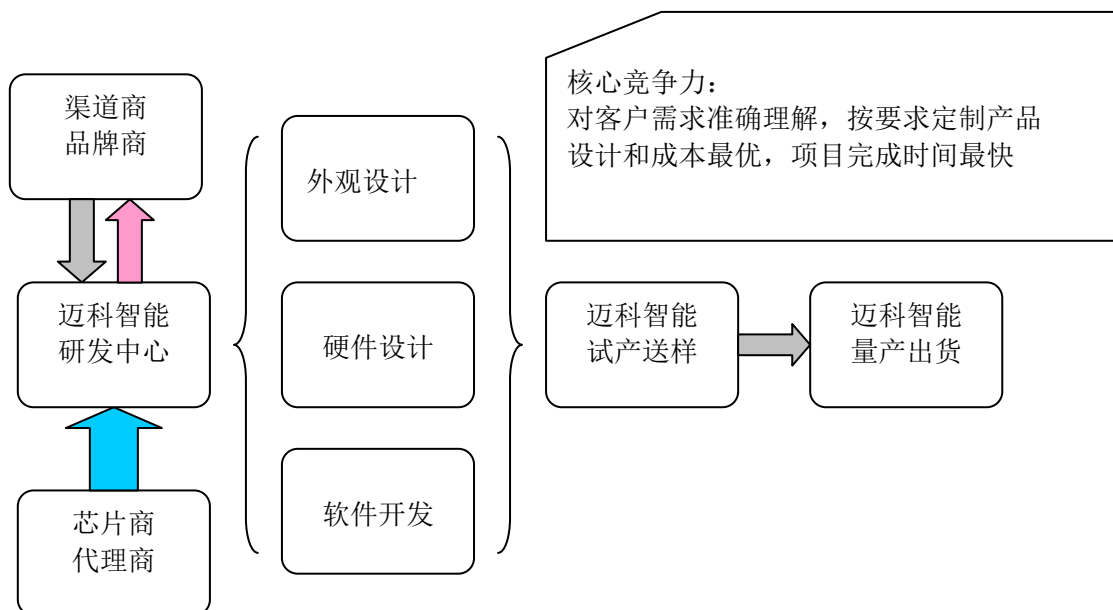 渠道商
品牌商
迈科智能
研发中心
芯片商
代理商
外观设计
硬件设计
软件开发
核心竞争力：
对客户需求准确理解，按要求定制产品
设计和成本最优，项目完成时间最快
迈科智能
试产送样
迈科智能
量产出货